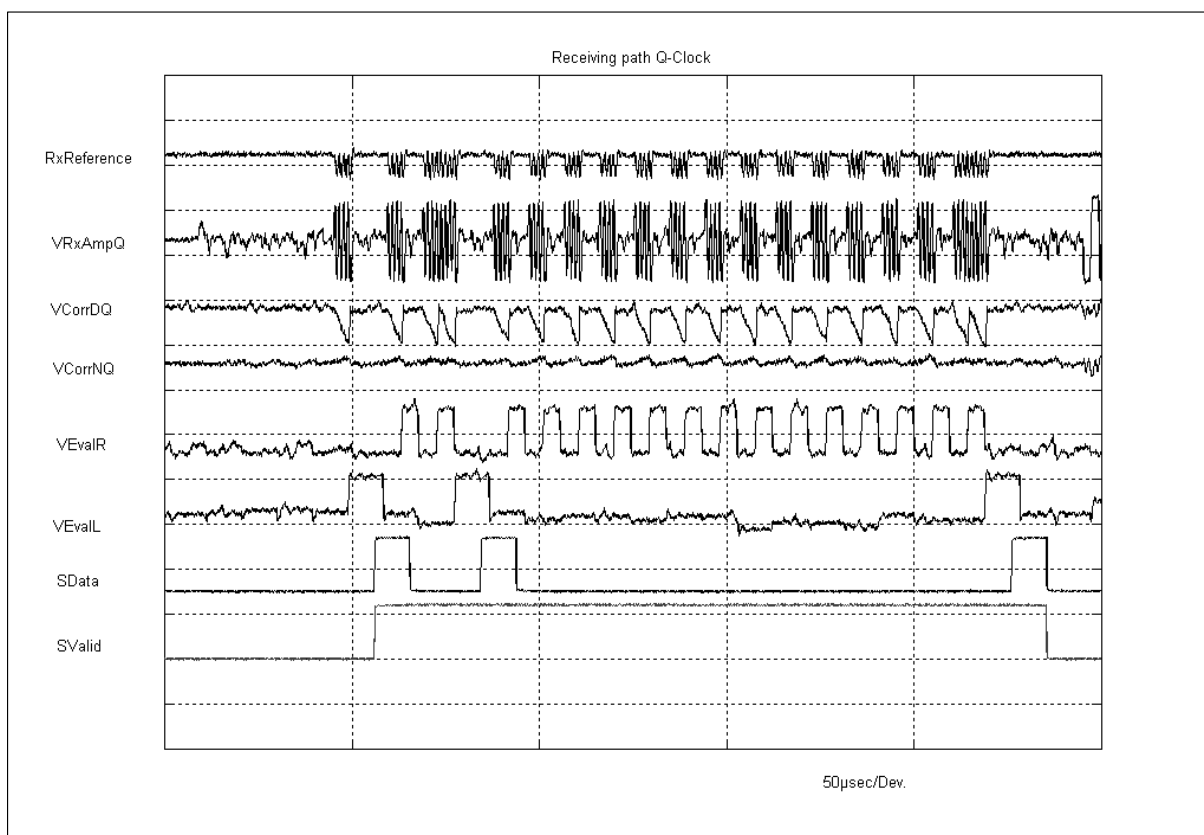 Receiving path Q-Clock
RxReference
VRxAmpQ
VCorrDQ
VCorrNQ
VEvalR
VEvalL
SData
SValid
50µsec/Dev.